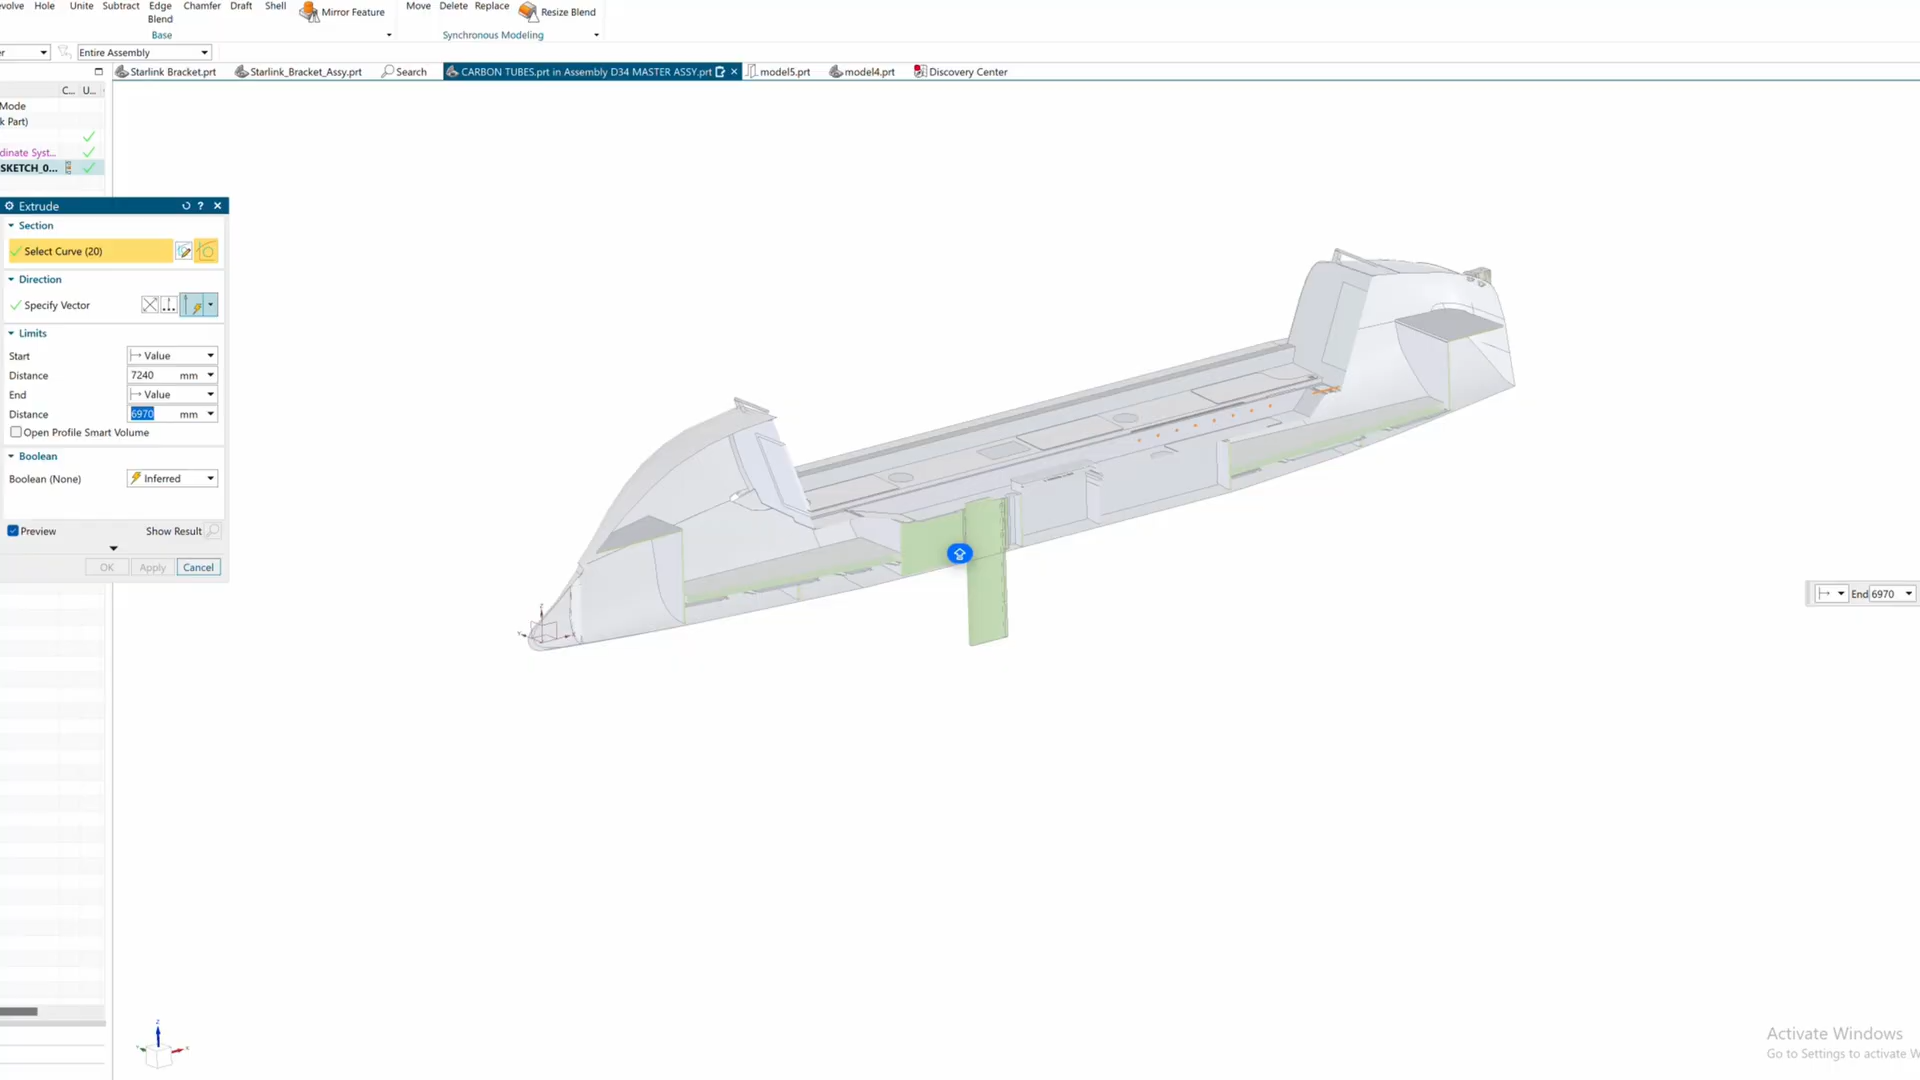 evolve Hole Unite Subtract Edge Blend Chamfer Draft Shell Mirror Feature Move Delete Replace Resize Blend
Base Synchronous Modeling
er Entire Assembly
Starlink Bracket.prt Starlink_Bracket_Assy.prt Search CARBON TUBES.prt in Assembly D34 MASTER ASSY.prt model5.prt model4.prt Discovery Center
C... U...
Mode
k Part)
dinate Syst...
SKETCH_0...
Extrude ?
Section
Select Curve (20)
Direction
Specify Vector
Limits
Start Value
Distance 7240 mm
End Value
Distance 6970 mm
Open Profile Smart Volume
Boolean
Boolean (None) Inferred
Preview Show Result
OK Apply Cancel
End 6970
Z
Activate Windows
Go to Settings to activate W